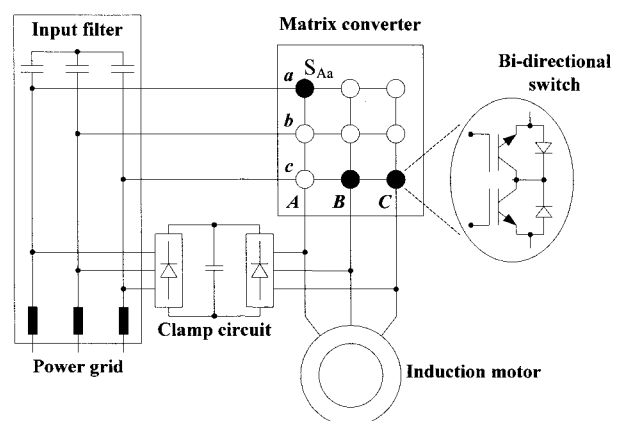 Input filter
Matrix converter
Bi-directional
switch
a
S_Aa
b
c
A
B
C
Clamp circuit
Power grid
Induction motor